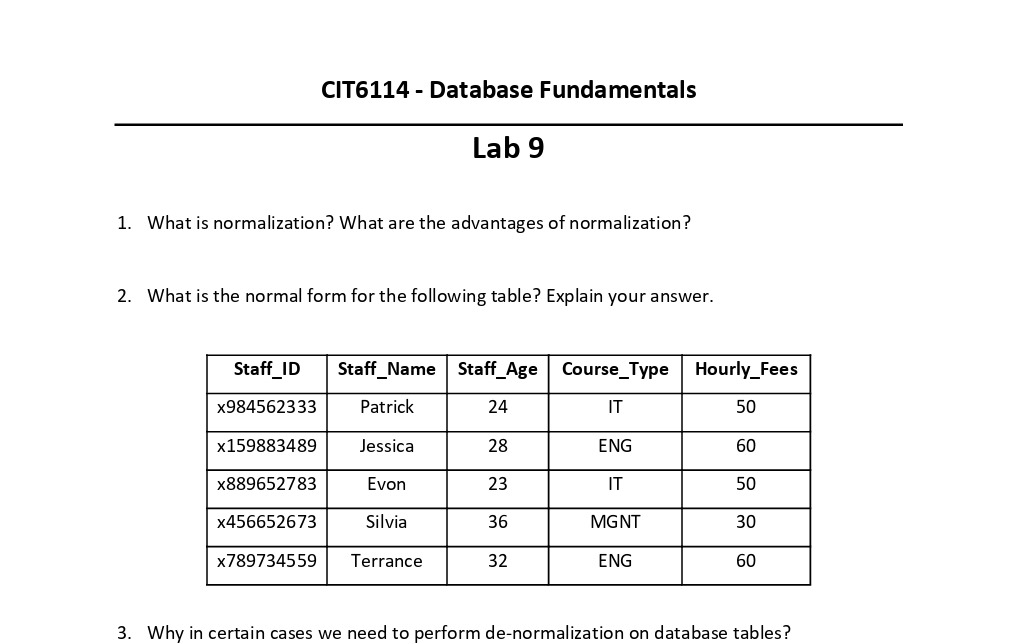 CIT6114 - Database Fundamentals
Lab 9
1. What is normalization? What are the advantages of normalization?
2. What is the normal form for the following table? Explain your answer.
Staff_ID Staff_Name Staff_Age Course_Type Hourly_Fees
x984562333 Patrick 24 IT 50
x159883489 Jessica 28 ENG 60
x889652783 Evon 23 IT 50
x456652673 Silvia 36 MGNT 30
x789734559 Terrance 32 ENG 60
3. Why in certain cases we need to perform de-normalization on database tables?